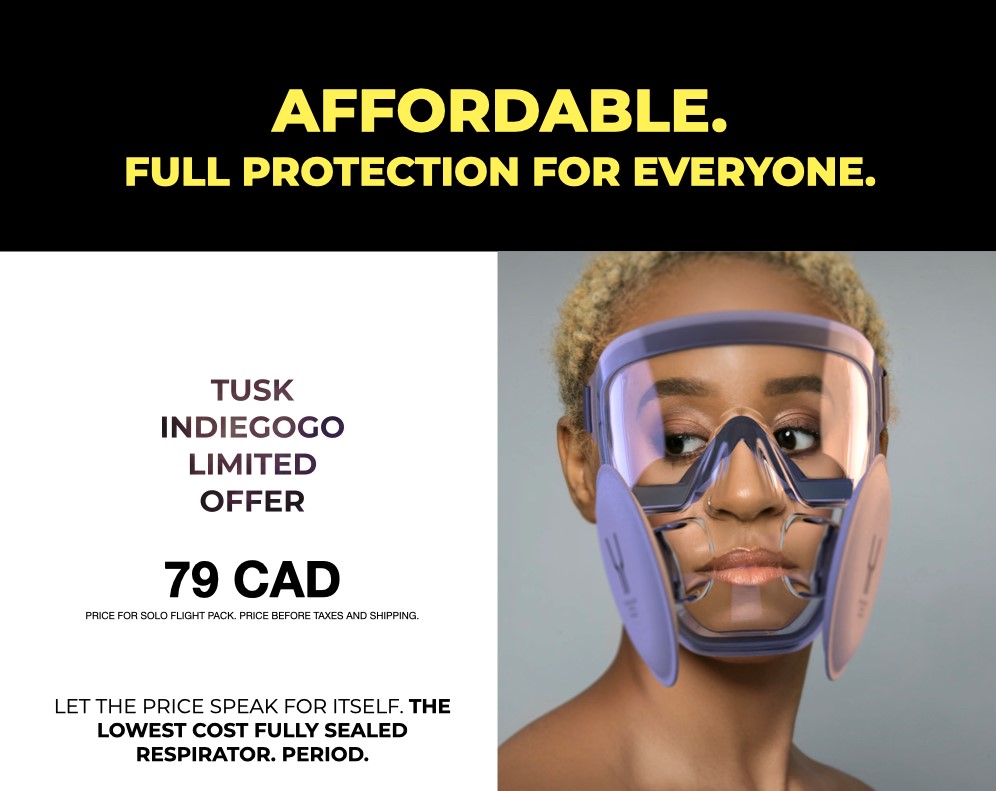 AFFORDABLE.
FULL PROTECTION FOR EVERYONE.
TUSK
INDIEGOGO
LIMITED
OFFER
79 CAD
PRICE FOR SOLO FLIGHT PACK. PRICE BEFORE TAXES AND SHIPPING.
LET THE PRICE SPEAK FOR ITSELF. THE
LOWEST COST FULLY SEALED
RESPIRATOR. PERIOD.